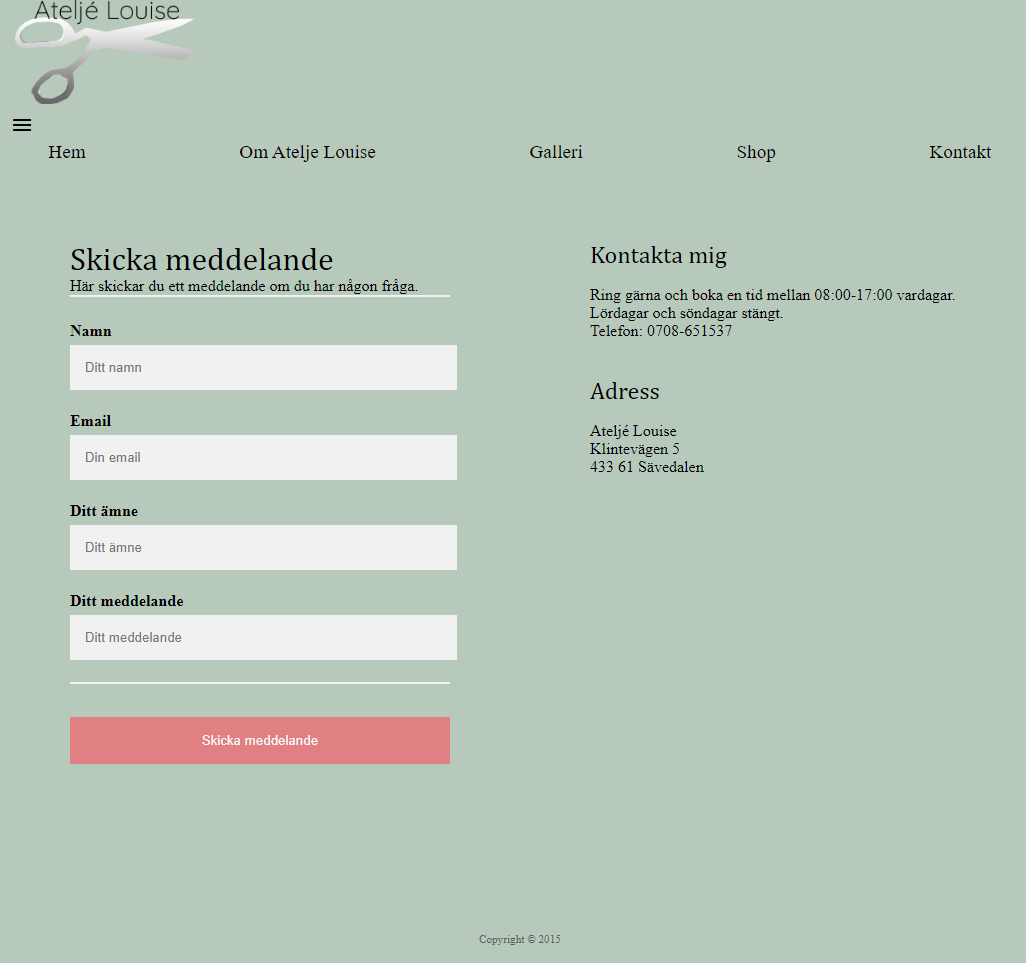 Ateljé Louise
Hem
Om Atelje Louise
Galleri
Shop
Kontakt
Skicka meddelande
Här skickar du ett meddelande om du har någon fråga.
Namn
Ditt namn
Email
Din email
Ditt ämne
Ditt ämne
Ditt meddelande
Ditt meddelande
Skicka meddelande
Kontakta mig
Ring gärna och boka en tid mellan 08:00-17:00 vardagar.
Lördagar och söndagar stängt.
Telefon: 0708-651537
Adress
Ateljé Louise
Klintevägen 5
433 61 Sävedalen
Copyright © 2015